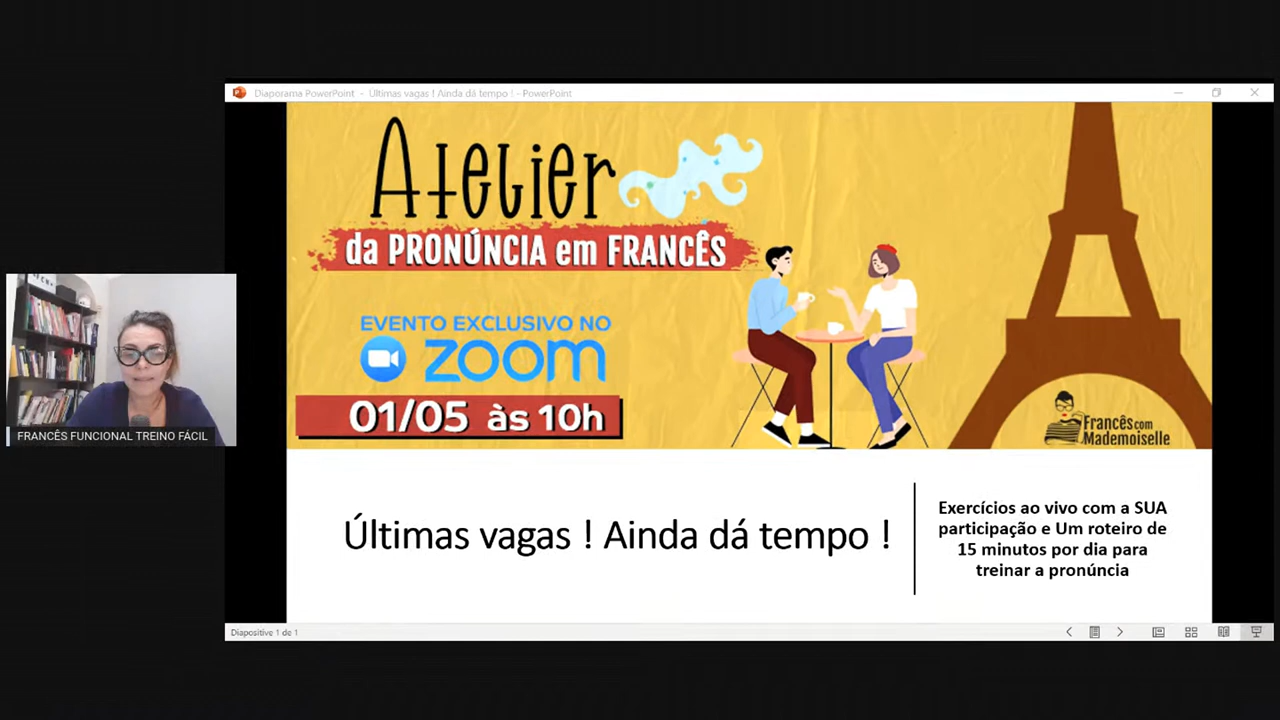 Diaporama PowerPoint - Últimas vagas ! Ainda dá tempo ! - PowerPoint
Atelier
da PRONÚNCIA em FRANCÊS
EVENTO EXCLUSIVO NO
zoom
01/05 às 10h
Francês com
Mademoiselle
FRANCÊS FUNCIONAL TREINO FÁCIL
Últimas vagas ! Ainda dá tempo !
Exercícios ao vivo com a SUA
participação e Um roteiro de
15 minutos por dia para
treinar a pronúncia
Diapositive 1 de 1